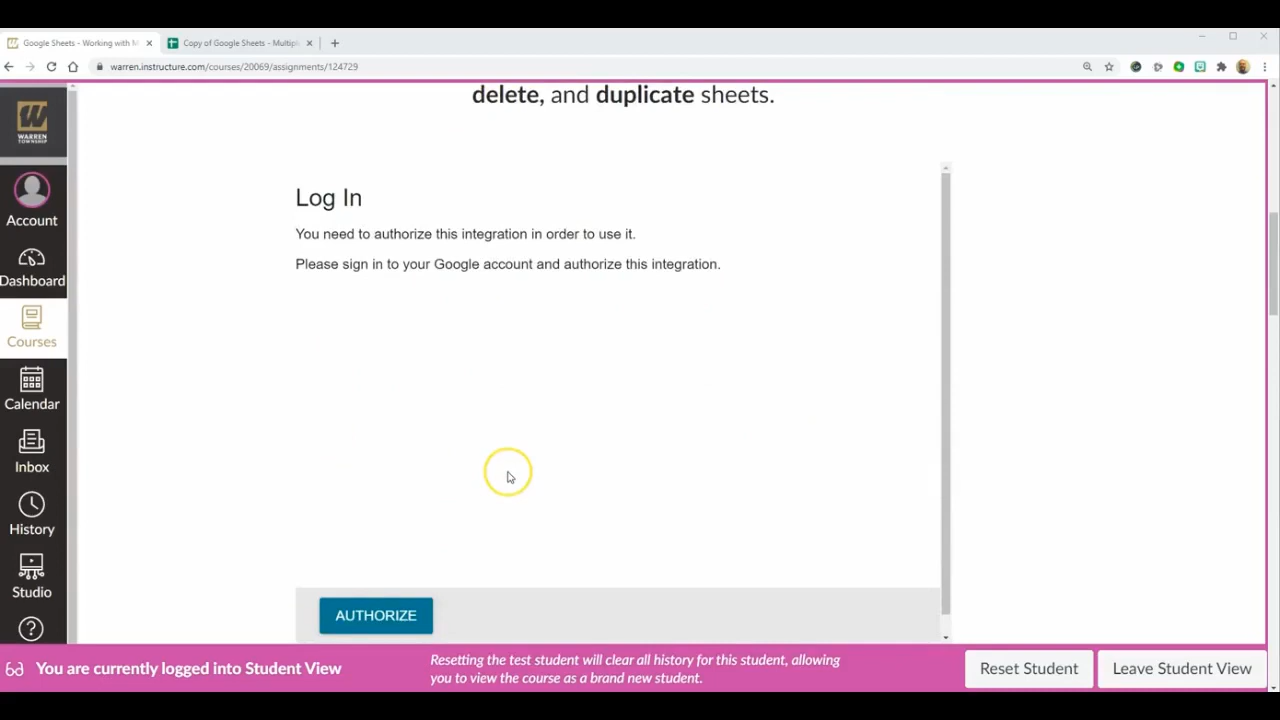 Google Sheets - Working with M
Copy of Google Sheets - Multipl
warren.instructure.com/courses/20069/assignments/124729
W
WARREN
TOWNSHIP
Account
Dashboard
Courses
Calendar
Inbox
History
Studio
delete, and duplicate sheets.
Log In
You need to authorize this integration in order to use it.
Please sign in to your Google account and authorize this integration.
AUTHORIZE
You are currently logged into Student View
Resetting the test student will clear all history for this student, allowing
you to view the course as a brand new student.
Reset Student
Leave Student View